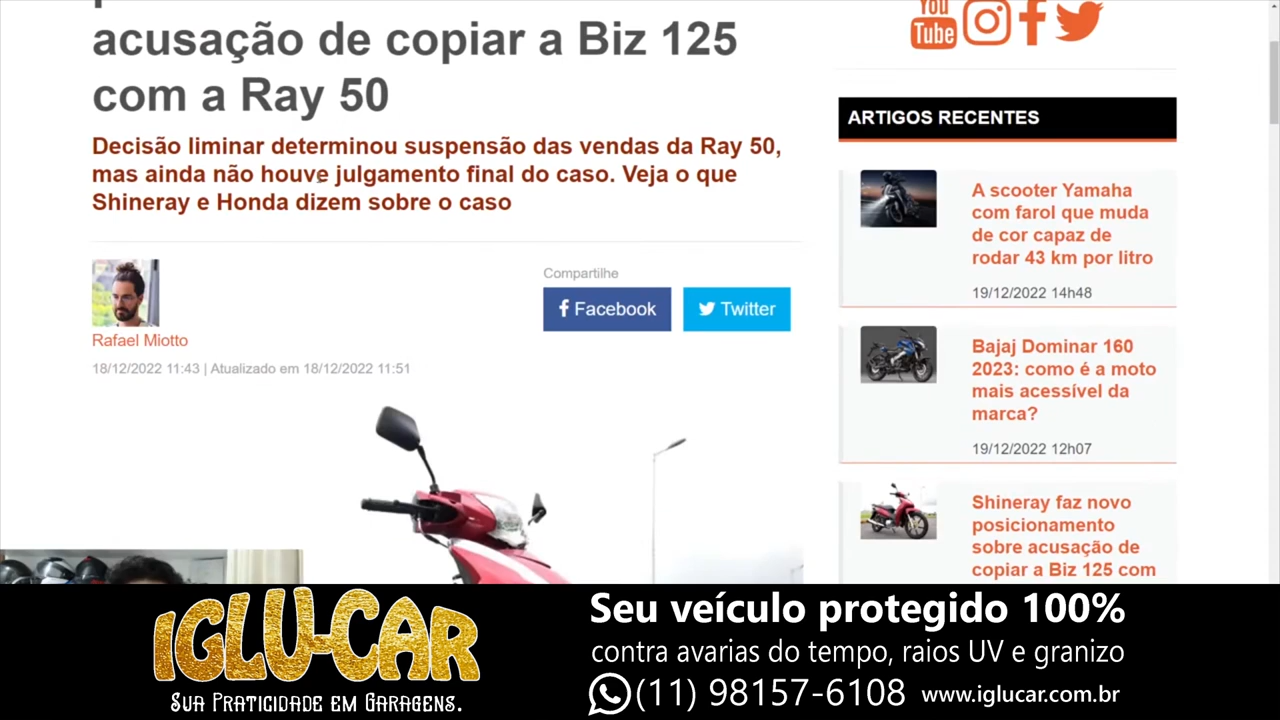 acusação de copiar a Biz 125
com a Ray 50
Decisão liminar determinou suspensão das vendas da Ray 50,
mas ainda não houve julgamento final do caso. Veja o que
Shineray e Honda dizem sobre o caso
Rafael Miotto
18/12/2022 11:43 | Atualizado em 18/12/2022 11:51
Compartilhe
Facebook
Twitter
You
Tube
ARTIGOS RECENTES
A scooter Yamaha
com farol que muda
de cor capaz de
rodar 43 km por litro
19/12/2022 14h48
Bajaj Dominar 160
2023: como é a moto
mais acessível da
marca?
19/12/2022 12h07
Shineray faz novo
posicionamento
sobre acusação de
copiar a Biz 125 com
IGLU-CAR
SUA PRATICIDADE EM GARAGENS.
Seu veículo protegido 100%
contra avarias do tempo, raios UV e granizo
(11) 98157-6108 www.iglucar.com.br